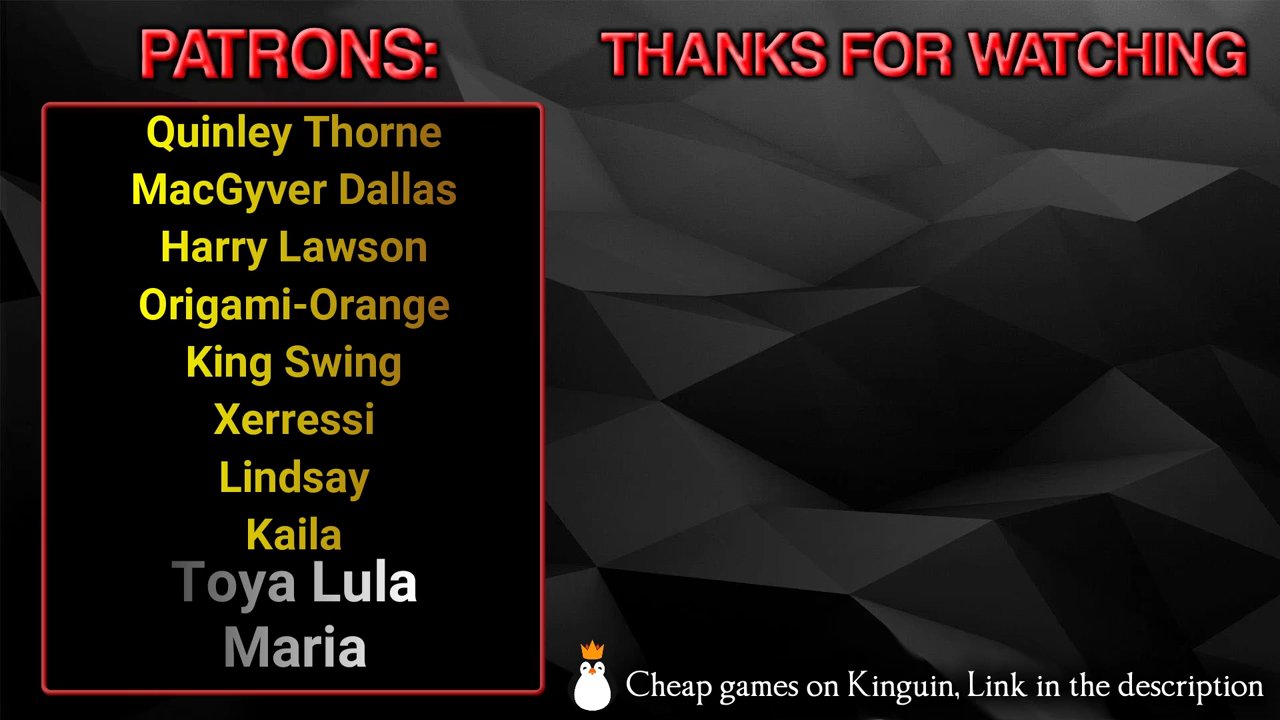 PATRONS:
THANKS FOR WATCHING
Quinley Thorne
MacGyver Dallas
Harry Lawson
Origami-Orange
King Swing
Xerressi
Lindsay
Kaila
Toya Lula
Maria
Cheap games on Kinguin, Link in the description